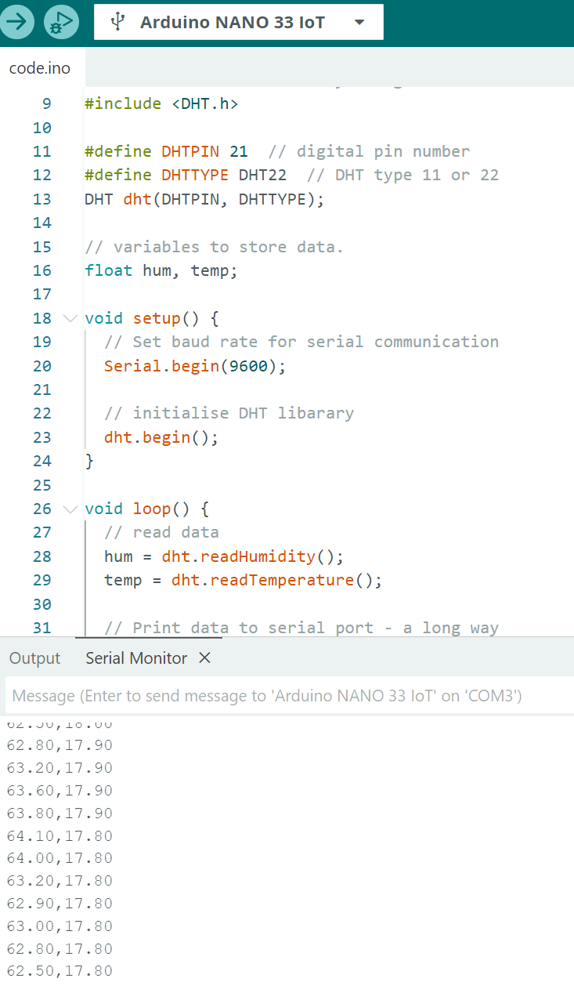 Arduino NANO 33 IoT
code.ino
9 #include <DHT.h>
10
11 #define DHTPIN 21  // digital pin number
12 #define DHTTYPE DHT22  // DHT type 11 or 22
13 DHT dht(DHTPIN, DHTTYPE);
14
15 // variables to store data.
16 float hum, temp;
17
18 void setup() {
19   // Set baud rate for serial communication
20   Serial.begin(9600);
21
22   // initialise DHT libarary
23   dht.begin();
24 }
25
26 void loop() {
27   // read data
28   hum = dht.readHumidity();
29   temp = dht.readTemperature();
30
31   // Print data to serial port - a long way
Output Serial Monitor
Message (Enter to send message to 'Arduino NANO 33 IoT' on 'COM3')
62.80,17.90
63.20,17.90
63.60,17.90
63.80,17.90
64.10,17.80
64.00,17.80
63.20,17.80
62.90,17.80
63.00,17.80
62.80,17.80
62.50,17.80